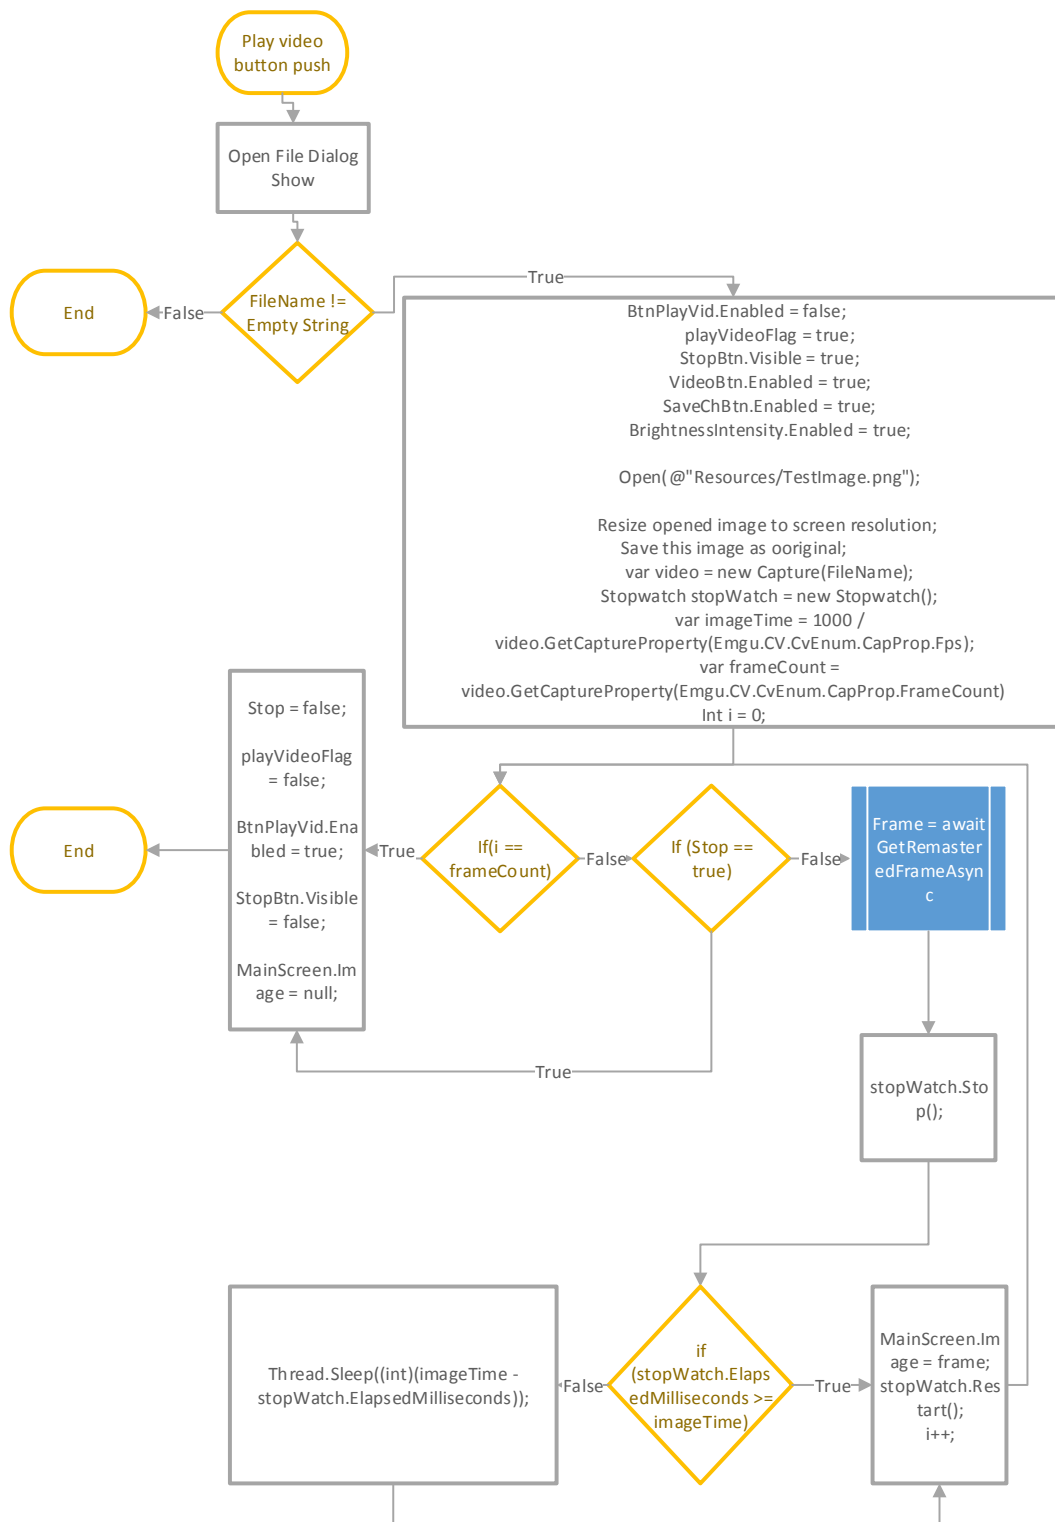 Play video
button push
Open File Dialog
Show
FileName !=
Empty String
False
End
True
BtnPlayVid.Enabled = false;
playVideoFlag = true;
StopBtn.Visible = true;
VideoBtn.Enabled = true;
SaveChBtn.Enabled = true;
BrightnessIntensity.Enabled = true;
Open(@"Resources/TestImage.png");
Resize opened image to screen resolution;
Save this image as ooriginal;
var video = new Capture(FileName);
Stopwatch stopWatch = new Stopwatch();
var imageTime = 1000 /
video.GetCaptureProperty(Emgu.CV.CvEnum.CapProp.Fps);
var frameCount =
video.GetCaptureProperty(Emgu.CV.CvEnum.CapProp.FrameCount)
Int i = 0;
If(i ==
frameCount)
True
Stop = false;
playVideoFlag
= false;
BtnPlayVid.Ena
bled = true;
StopBtn.Visible
= false;
MainScreen.Im
age = null;
End
False
If (Stop ==
true)
True
False
Frame = await
GetRemaster
edFrameAsyn
c
stopWatch.Sto
p();
if
(stopWatch.Elaps
edMilliseconds >=
imageTime)
False
Thread.Sleep((int)(imageTime -
stopWatch.ElapsedMilliseconds));
True
MainScreen.Im
age = frame;
stopWatch.Res
tart();
i++;